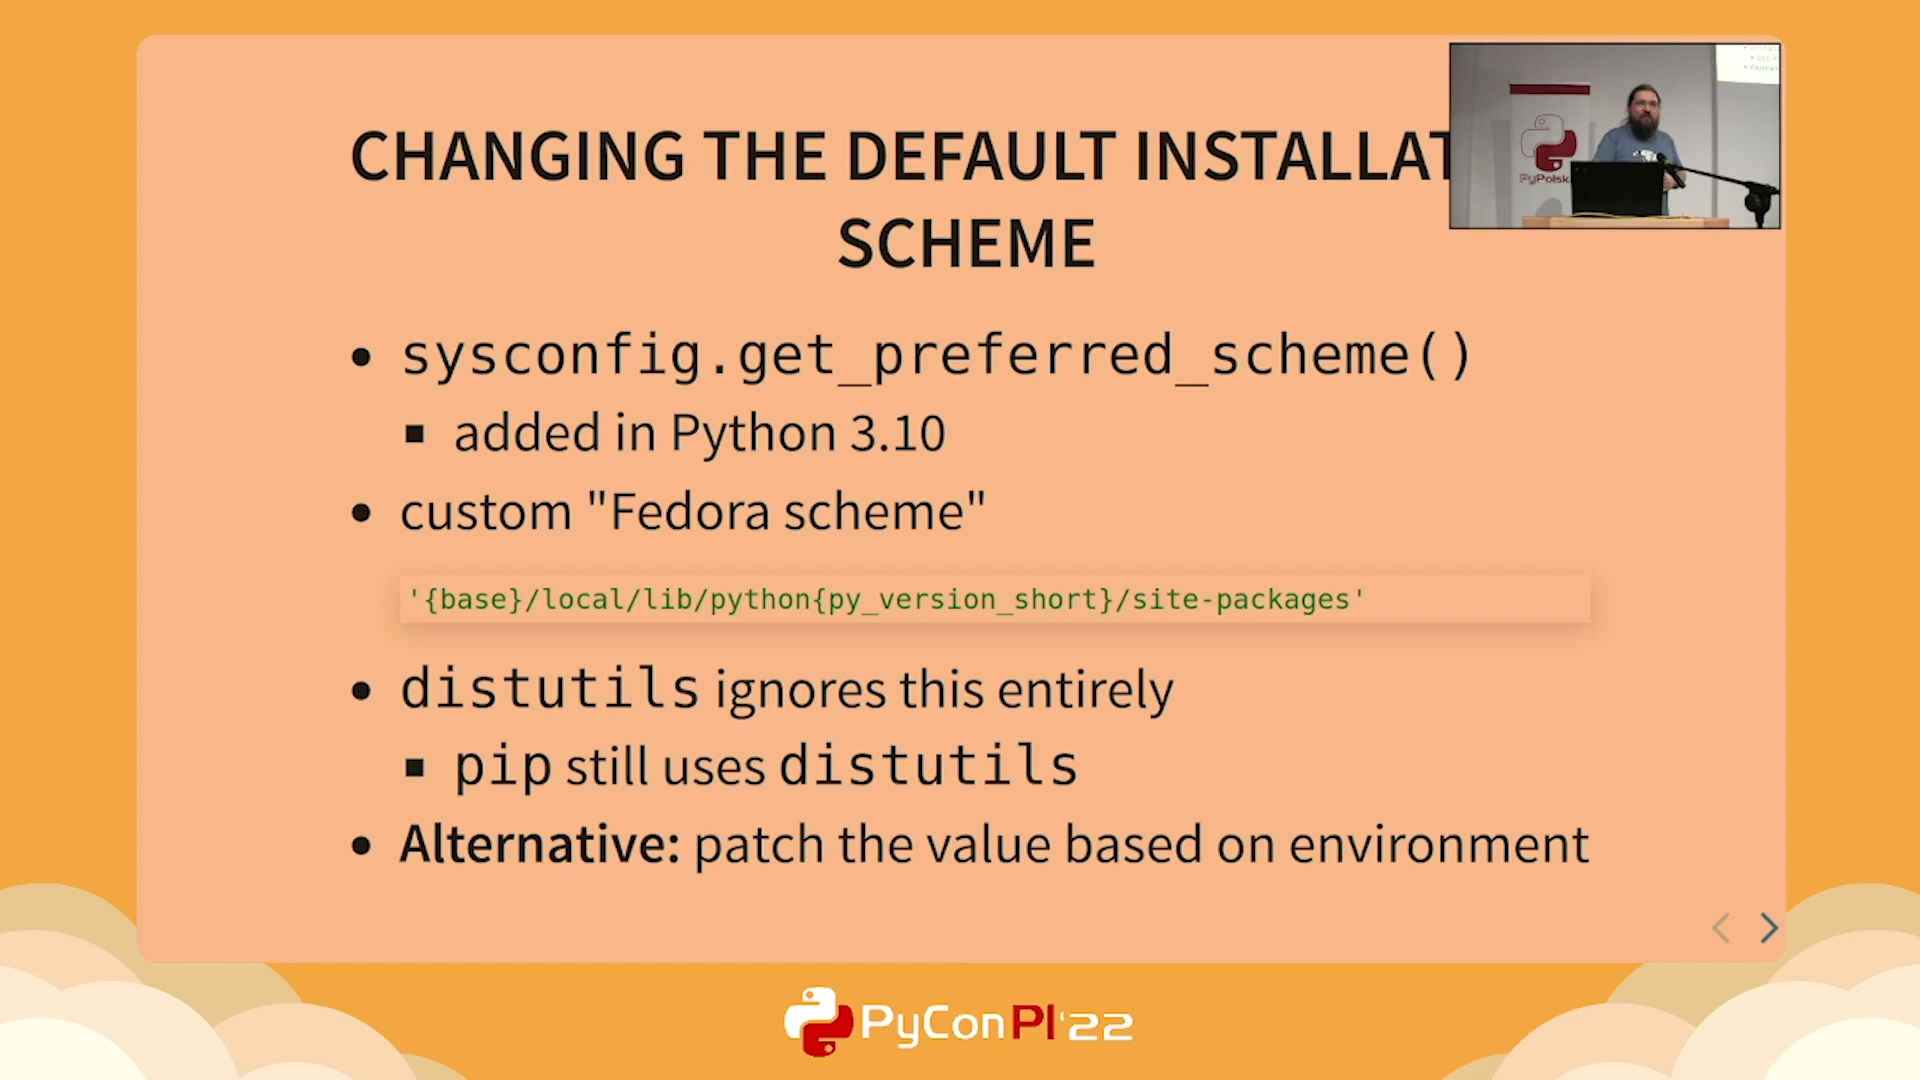 CHANGING THE DEFAULT INSTALLAT
SCHEME
sysconfig.get_preferred_scheme()
added in Python 3.10
custom "Fedora scheme"
'{base}/local/lib/python{py_version_short}/site-packages'
distutils ignores this entirely
pip still uses distutils
Alternative: patch the value based on environment
PyPolska
PyConPl'22